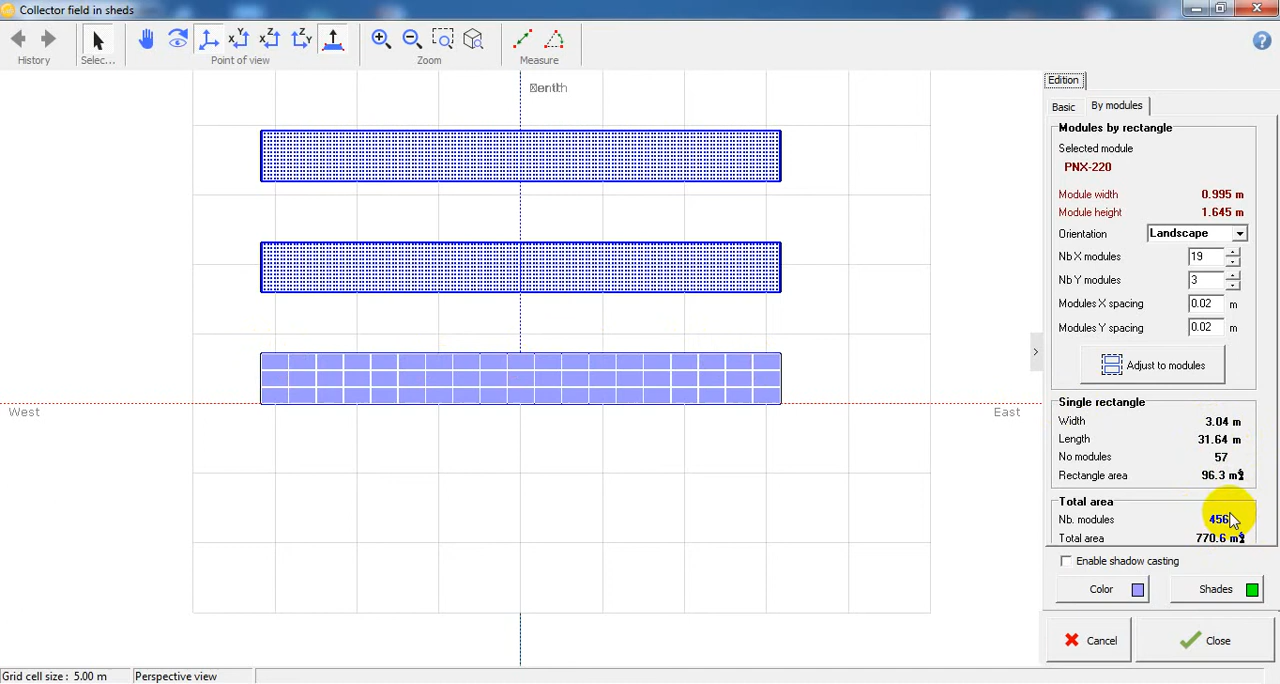 Collector field in sheds
History
Selec...
Point of view
Zoom
Measure
Zenith
West
East
Edition
Basic
By modules
Modules by rectangle
Selected module
PNX-220
Module width 0.995 m
Module height 1.645 m
Orientation Landscape
Nb X modules 19
Nb Y modules 3
Modules X spacing 0.02 m
Modules Y spacing 0.02 m
Adjust to modules
Single rectangle
Width 3.04 m
Length 31.64 m
No modules 57
Rectangle area 96.3 m²
Total area
Nb. modules 456
Total area 770.6 m²
Enable shadow casting
Color
Shades
Cancel
Close
Grid cell size : 5.00 m
Perspective view